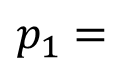 p₁ =